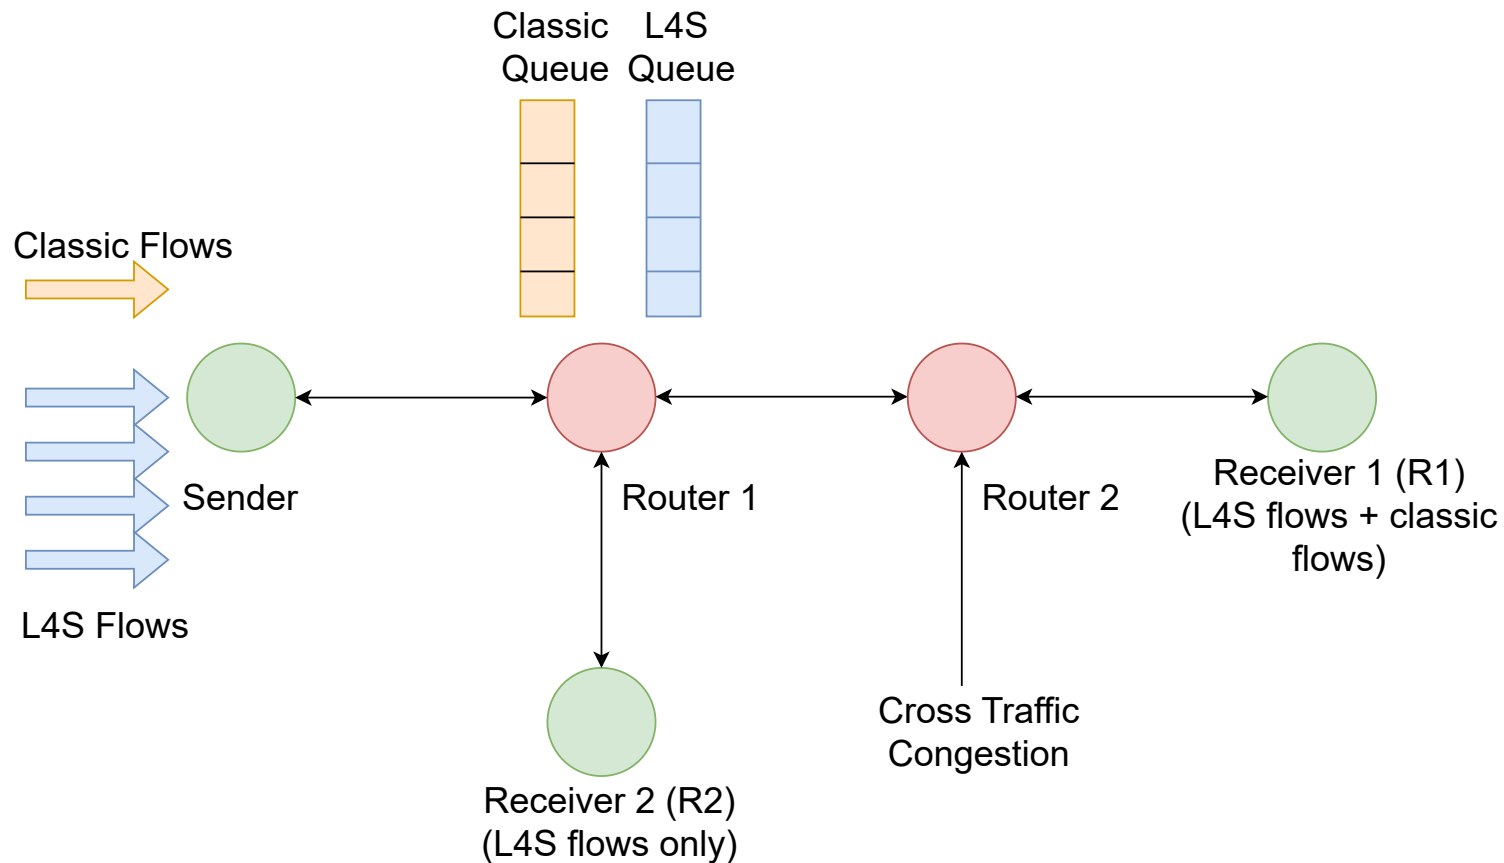 Classic
Queue
L4S
Queue
Classic Flows
L4S Flows
Sender
Router 1
Router 2
Receiver 1 (R1)
(L4S flows + classic
flows)
Cross Traffic
Congestion
Receiver 2 (R2)
(L4S flows only)